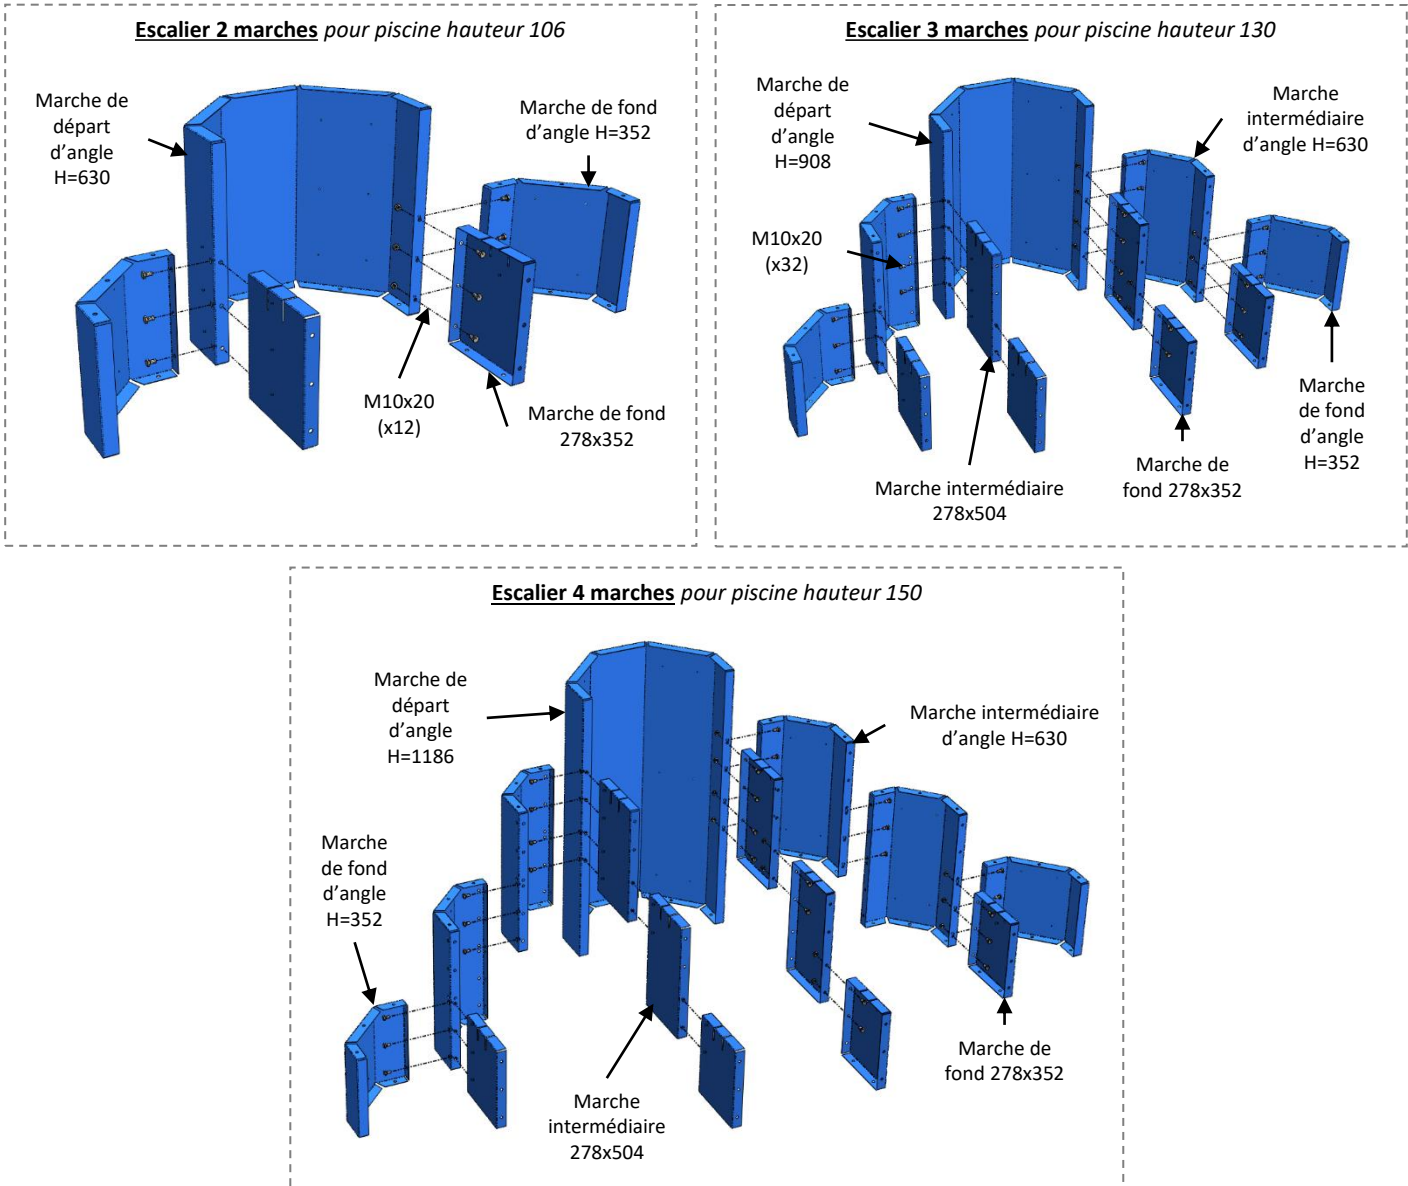 Escalier 2 marches pour piscine hauteur 106
Marche de
départ
d’angle
H=630
Marche de fond
d’angle H=352
M10x20
(x12)
Marche de fond
278x352
Escalier 3 marches pour piscine hauteur 130
Marche de
départ
d’angle
H=908
Marche
intermédiaire
d’angle H=630
M10x20
(x32)
Marche intermédiaire
278x504
Marche de
fond 278x352
Marche
de fond
d’angle
H=352
Escalier 4 marches pour piscine hauteur 150
Marche de
départ
d’angle
H=1186
Marche intermédiaire
d’angle H=630
Marche
de fond
d’angle
H=352
Marche
intermédiaire
278x504
Marche de
fond 278x352